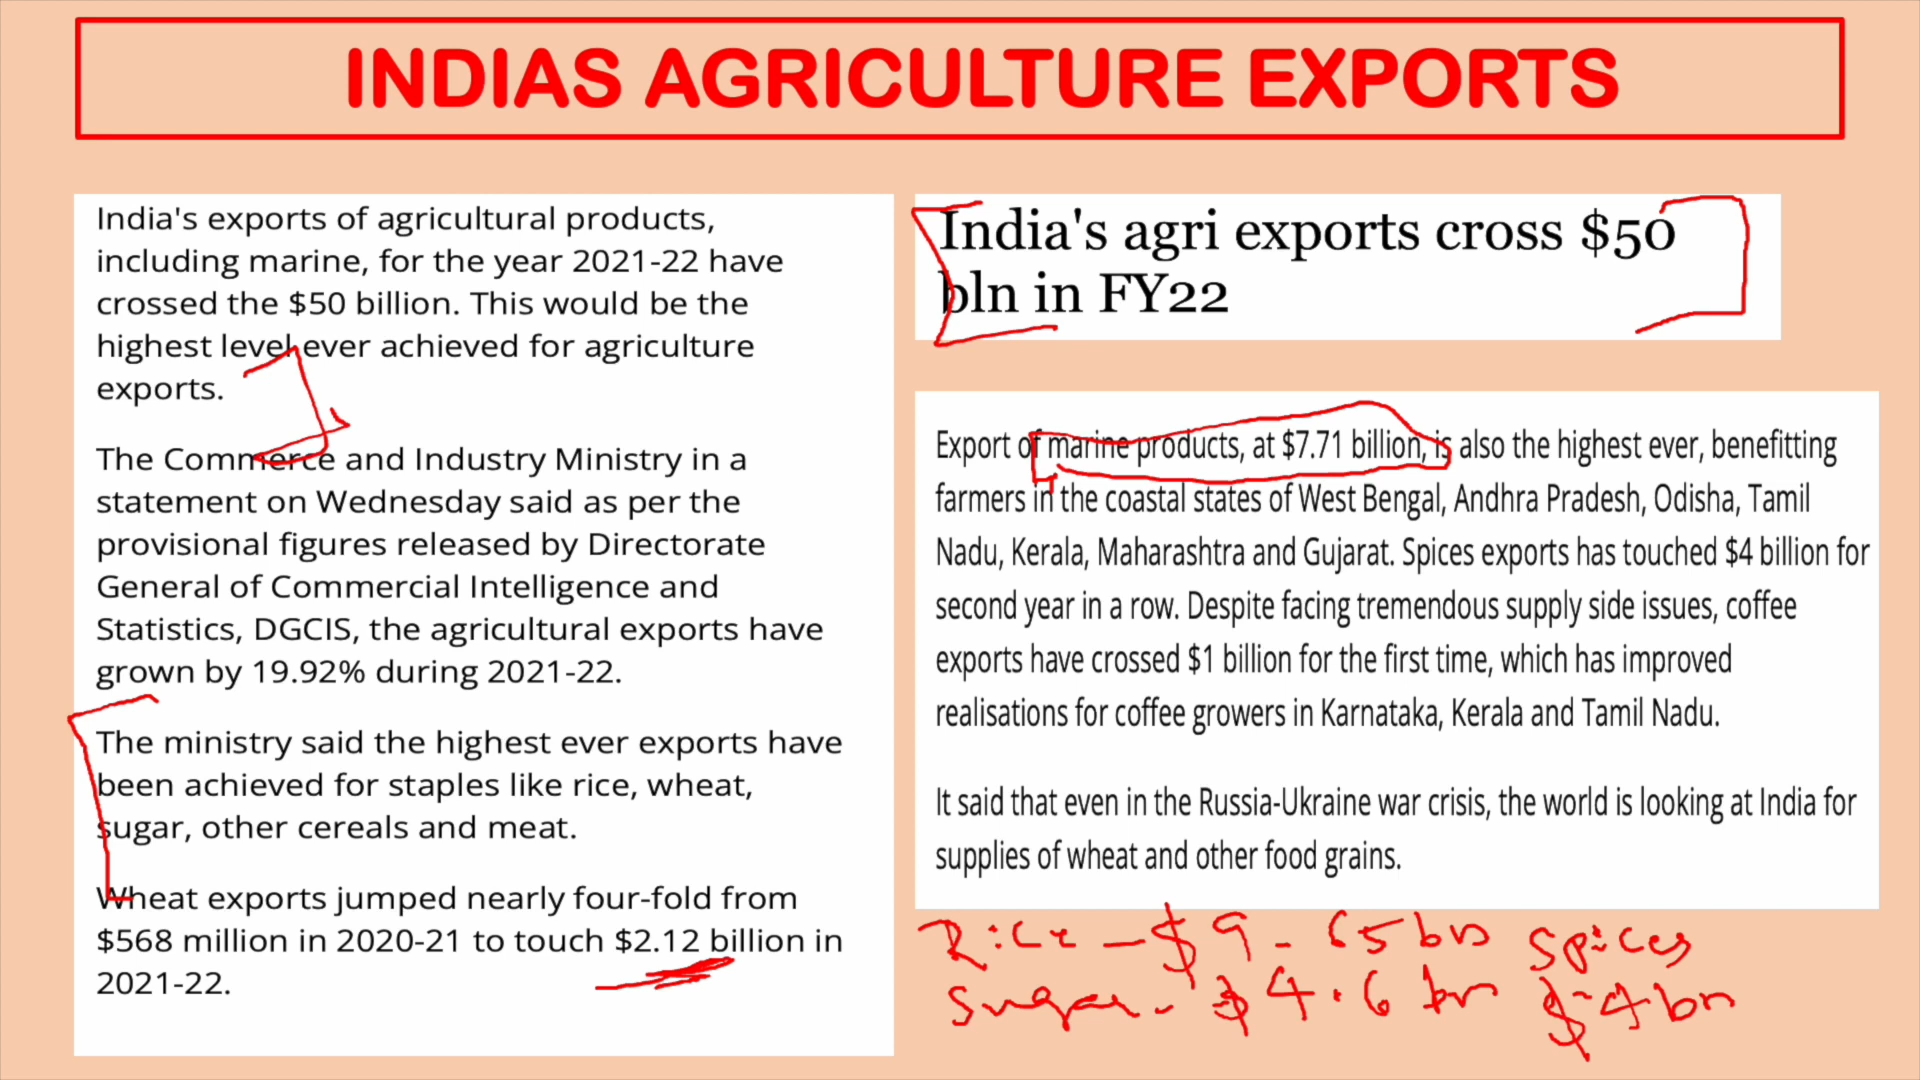 INDIAS AGRICULTURE EXPORTS
India's exports of agricultural products,
including marine, for the year 2021-22 have
crossed the $50 billion. This would be the
highest level ever achieved for agriculture
exports.
The Commerce and Industry Ministry in a
statement on Wednesday said as per the
provisional figures released by Directorate
General of Commercial Intelligence and
Statistics, DGCIS, the agricultural exports have
grown by 19.92% during 2021-22.
The ministry said the highest ever exports have
been achieved for staples like rice, wheat,
sugar, other cereals and meat.
Wheat exports jumped nearly four-fold from
$568 million in 2020-21 to touch $2.12 billion in
2021-22.
India's agri exports cross $50
bln in FY22
Export of marine products, at $7.71 billion, is also the highest ever, benefitting
farmers in the coastal states of West Bengal, Andhra Pradesh, Odisha, Tamil
Nadu, Kerala, Maharashtra and Gujarat. Spices exports has touched $4 billion for
second year in a row. Despite facing tremendous supply side issues, coffee
exports have crossed $1 billion for the first time, which has improved
realisations for coffee growers in Karnataka, Kerala and Tamil Nadu.
It said that even in the Russia-Ukraine war crisis, the world is looking at India for
supplies of wheat and other food grains.
Rice - $9.65 bn
Sugar - $4.6 bn
Spices
$4bn